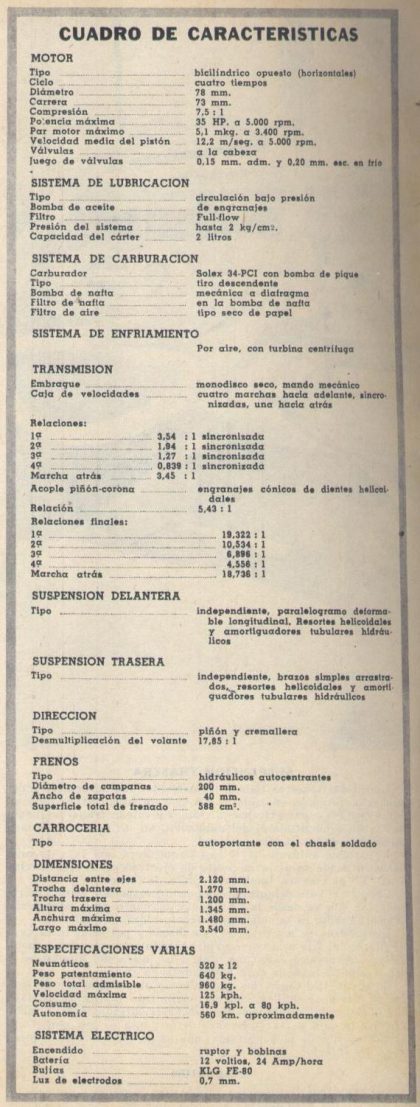 CUADRO DE CARACTERISTICAS
MOTOR
Tipo bicilíndrico opuesto (horizontales)
Ciclo cuatro tiempos
Diámetro 78 mm.
Carrera 73 mm.
Compresión 7,5 : 1
Potencia máxima 35 HP. a 5.000 rpm.
Par motor máximo 5,1 mkg. a 3.400 rpm.
Velocidad media del pistón 12,2 m/seg. a 5.000 rpm.
Válvulas a la cabeza
Juego de válvulas 0,15 mm. adm. y 0,20 mm. esc. en frío
SISTEMA DE LUBRICACION
Tipo circulación bajo presión
Bomba de aceite de engranajes
Filtro Full-flow
Presión del sistema hasta 2 kg/cm².
Capacidad del cárter 2 litros
SISTEMA DE CARBURACION
Carburador Solex 34-PCI con bomba de pique
Tipo tiro descendente
Bomba de nafta mecánica a diafragma
Filtro de nafta en la bomba de nafta
Filtro de aire tipo seco de papel
SISTEMA DE ENFRIAMIENTO
Por aire, con turbina centrífuga
TRANSMISION
Embrague monodisco seco, mando mecánico
Caja de velocidades cuatro marchas hacia adelante, sincro-
nizadas, una hacia atrás
Relaciones:
1ª 3,54 : 1 sincronizada
2ª 1,94 : 1 sincronizada
3ª 1,27 : 1 sincronizada
4ª 0,839 : 1 sincronizada
Marcha atrás 3,45 : 1
Acople piñón-corona engranajes cónicos de dientes helicoi-
dales
Relación 5,43 : 1
Relaciones finales:
1ª 19,322 : 1
2ª 10,534 : 1
3ª 6,896 : 1
4ª 4,556 : 1
Marcha atrás 18,736 : 1
SUSPENSION DELANTERA
Tipo independiente, paralelogramo deforma-
ble longitudinal, Resortes helicoidales
y amortiguadores tubulares hidráu-
licos
SUSPENSION TRASERA
Tipo independiente, brazos simples arrastra-
dos, resortes helicoidales y amorti-
guadores tubulares hidráulicos
DIRECCION
Tipo piñón y cremallera
Desmultiplicación del volante 17,85 : 1
FRENOS
Tipo hidráulicos autocentrantes
Diámetro de campanas 200 mm.
Ancho de zapatas 40 mm.
Superficie total de frenado 588 cm².
CARROCERIA
Tipo autoportante con el chasis soldado
DIMENSIONES
Distancia entre ejes 2.120 mm.
Trocha delantera 1.270 mm.
Trocha trasera 1.200 mm.
Altura máxima 1.345 mm.
Anchura máxima 1.480 mm.
Largo máximo 3.540 mm.
ESPECIFICACIONES VARIAS
Neumáticos 520 x 12
Peso patentamiento 640 kg.
Peso total admisible 960 kg.
Velocidad máxima 125 kph.
Consumo 16,9 kpl. a 80 kph.
Autonomía 560 km. aproximadamente
SISTEMA ELECTRICO
Encendido ruptor y bobinas
Batería 12 voltios, 24 Amp/hora
Bujías KLG FE-80
Luz de electrodos 0,7 mm.